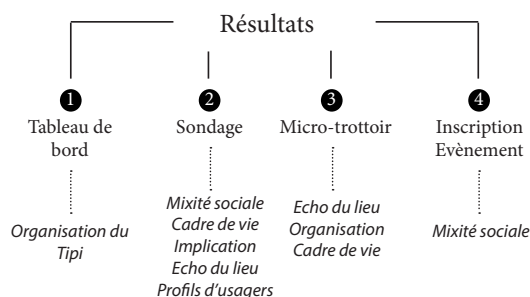 Résultats
1
Tableau de
bord
Organisation du
Tipi
2
Sondage
Mixité sociale
Cadre de vie
Implication
Echo du lieu
Profils d'usagers
3
Micro-trottoir
Echo du lieu
Organisation
Cadre de vie
4
Inscription
Evènement
Mixité sociale